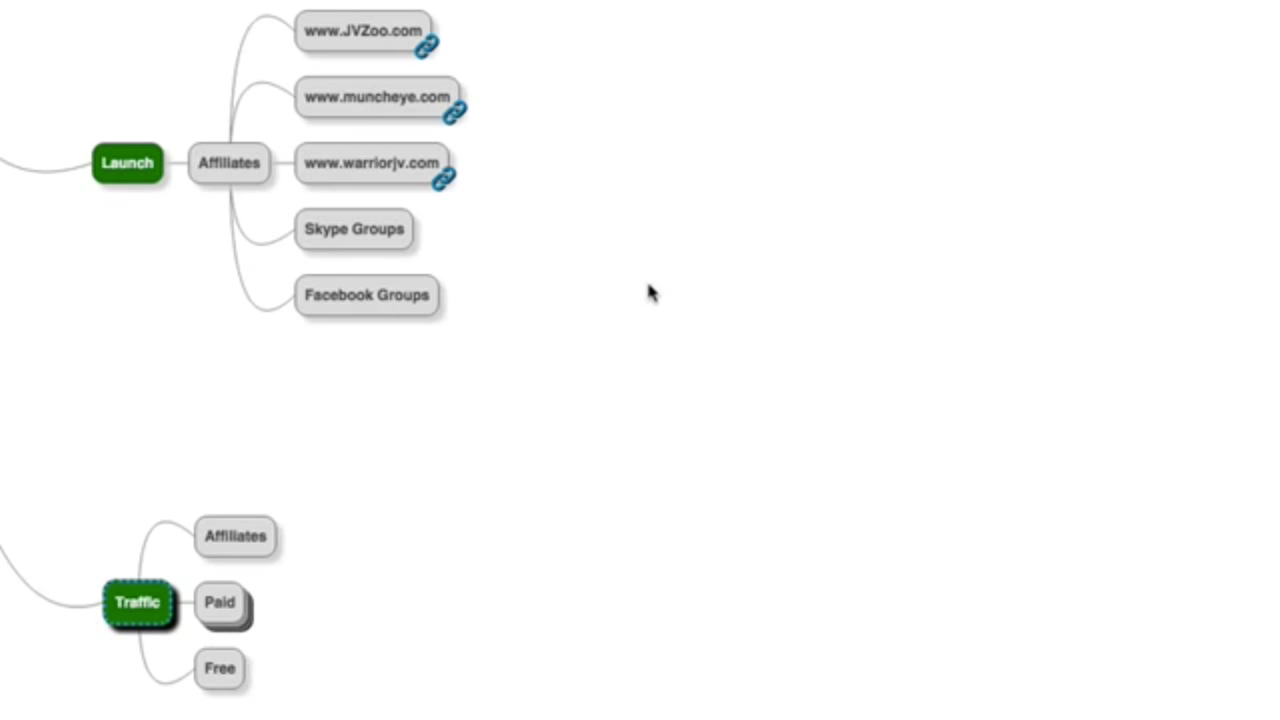 www.JVZoo.com
www.muncheye.com
Launch
Affiliates
www.warriorjv.com
Skype Groups
Facebook Groups
Affiliates
Traffic
Paid
Free